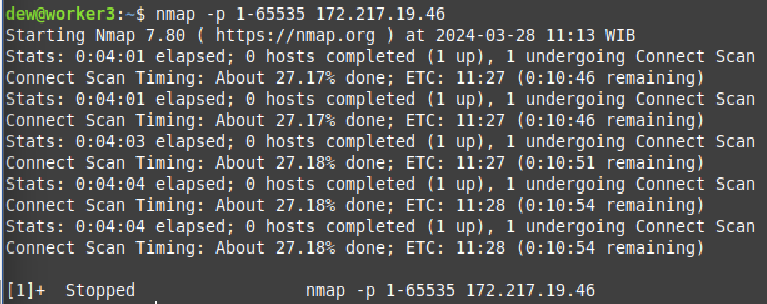 dew@worker3:~$ nmap -p 1-65535 172.217.19.46
Starting Nmap 7.80 ( https://nmap.org ) at 2024-03-28 11:13 WIB
Stats: 0:04:01 elapsed; 0 hosts completed (1 up), 1 undergoing Connect Scan
Connect Scan Timing: About 27.17% done; ETC: 11:27 (0:10:46 remaining)
Stats: 0:04:01 elapsed; 0 hosts completed (1 up), 1 undergoing Connect Scan
Connect Scan Timing: About 27.17% done; ETC: 11:27 (0:10:46 remaining)
Stats: 0:04:03 elapsed; 0 hosts completed (1 up), 1 undergoing Connect Scan
Connect Scan Timing: About 27.18% done; ETC: 11:27 (0:10:51 remaining)
Stats: 0:04:04 elapsed; 0 hosts completed (1 up), 1 undergoing Connect Scan
Connect Scan Timing: About 27.18% done; ETC: 11:28 (0:10:54 remaining)
Stats: 0:04:04 elapsed; 0 hosts completed (1 up), 1 undergoing Connect Scan
Connect Scan Timing: About 27.18% done; ETC: 11:28 (0:10:54 remaining)
[1]+  Stopped                 nmap -p 1-65535 172.217.19.46